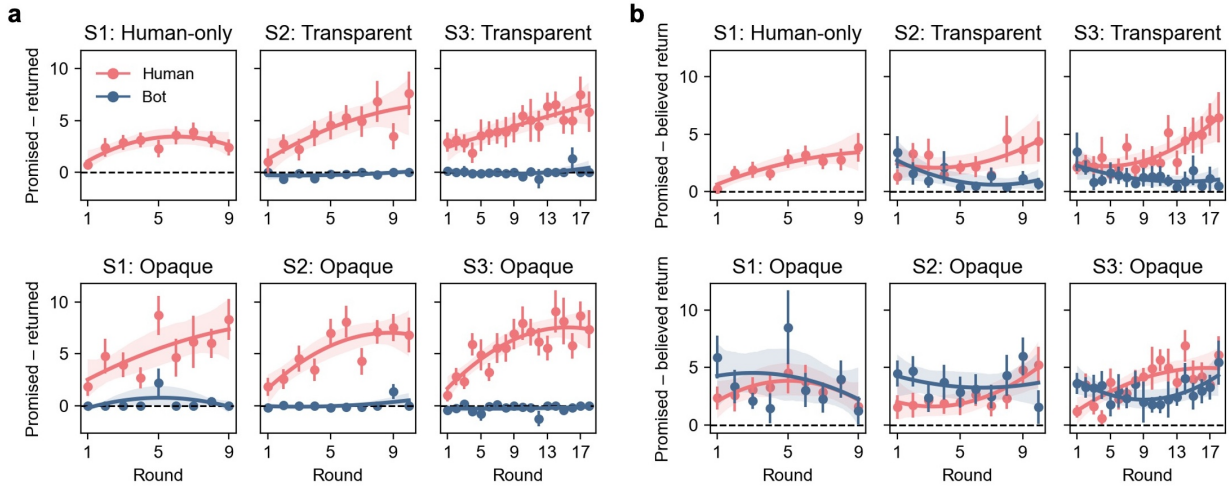 a
b
S1: Human-only
S2: Transparent
S3: Transparent
S1: Human-only
S2: Transparent
S3: Transparent
Promised – returned
10
5
0
Human
Bot
1
5
9
1
5
9
1
5
9
13
17
Promised – believed return
10
5
0
1
5
9
1
5
9
1
5
9
13
17
S1: Opaque
S2: Opaque
S3: Opaque
S1: Opaque
S2: Opaque
S3: Opaque
Promised – returned
10
5
0
1
5
9
1
5
9
1
5
9
13
17
Round
Round
Round
Promised – believed return
10
5
0
1
5
9
1
5
9
1
5
9
13
17
Round
Round
Round